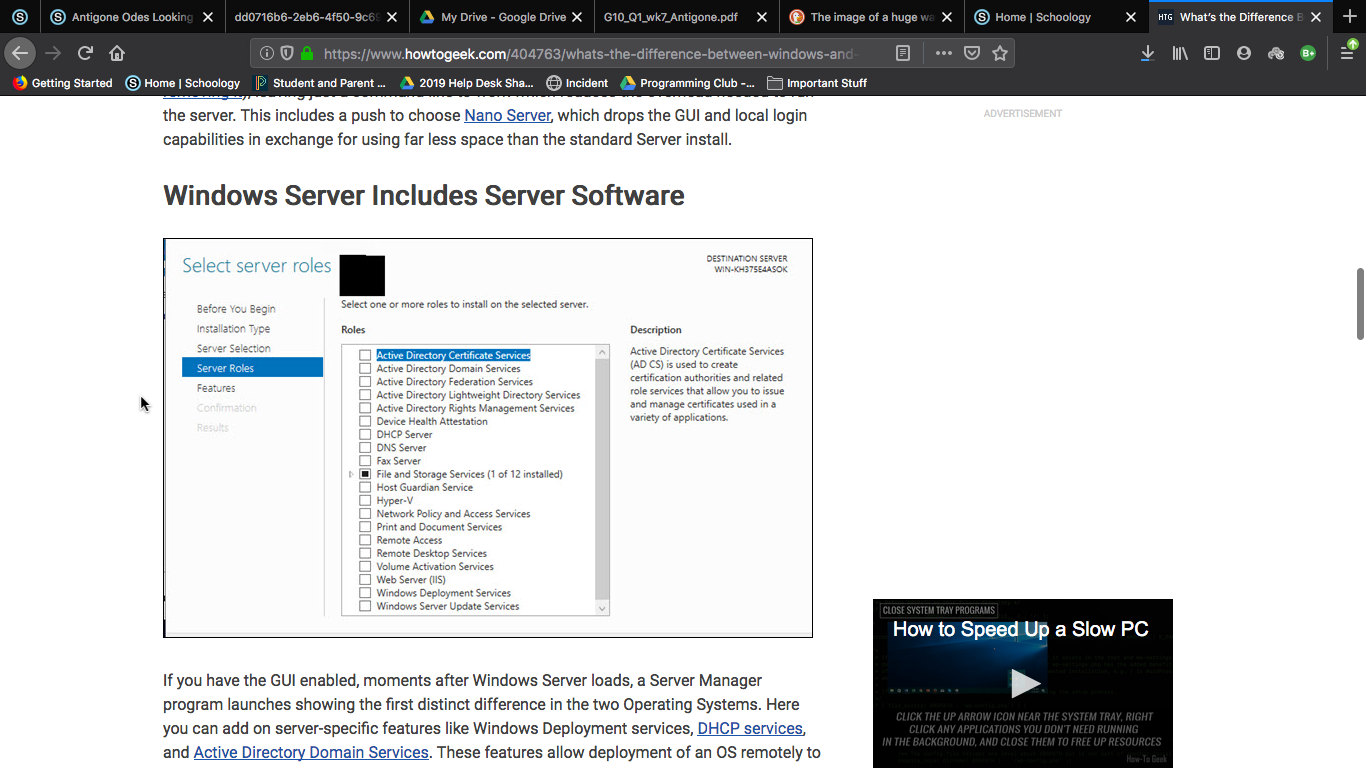 Antigone Odes Looking
dd0716b6-2eb6-4f50-9c69
My Drive - Google Drive
G10_Q1_wk7_Antigone.pdf
The image of a huge wa
Home | Schoology
HTG What's the Difference B
https://www.howtogeek.com/404763/whats-the-difference-between-windows-and-
Getting Started
Home | Schoology
Student and Parent ...
2019 Help Desk Sha...
Incident
Programming Club -...
Important Stuff
the server. This includes a push to choose Nano Server, which drops the GUI and local login
capabilities in exchange for using far less space than the standard Server install.
ADVERTISEMENT
Windows Server Includes Server Software
Select server roles
DESTINATION SERVER
WIN-KH375E4ASOK
Before You Begin
Installation Type
Server Selection
Server Roles
Features
Confirmation
Results
Select one or more roles to install on the selected server.
Roles
Active Directory Certificate Services
Active Directory Domain Services
Active Directory Federation Services
Active Directory Lightweight Directory Services
Active Directory Rights Management Services
Device Health Attestation
DHCP Server
DNS Server
Fax Server
File and Storage Services (1 of 12 installed)
Host Guardian Service
Hyper-V
Network Policy and Access Services
Print and Document Services
Remote Access
Remote Desktop Services
Volume Activation Services
Web Server (IIS)
Windows Deployment Services
Windows Server Update Services
Description
Active Directory Certificate Services
(AD CS) is used to create
certification authorities and related
role services that allow you to issue
and manage certificates used in a
variety of applications.
If you have the GUI enabled, moments after Windows Server loads, a Server Manager
program launches showing the first distinct difference in the two Operating Systems. Here
you can add on server-specific features like Windows Deployment services, DHCP services,
and Active Directory Domain Services. These features allow deployment of an OS remotely to
CLOSE SYSTEM TRAY PROGRAMS
How to Speed Up a Slow PC
CLICK THE UP ARROW ICON NEAR THE SYSTEM TRAY, RIGHT
CLICK ANY APPLICATIONS YOU DON'T NEED RUNNING
IN THE BACKGROUND, AND CLOSE THEM TO FREE UP RESOURCES
How-To Geek